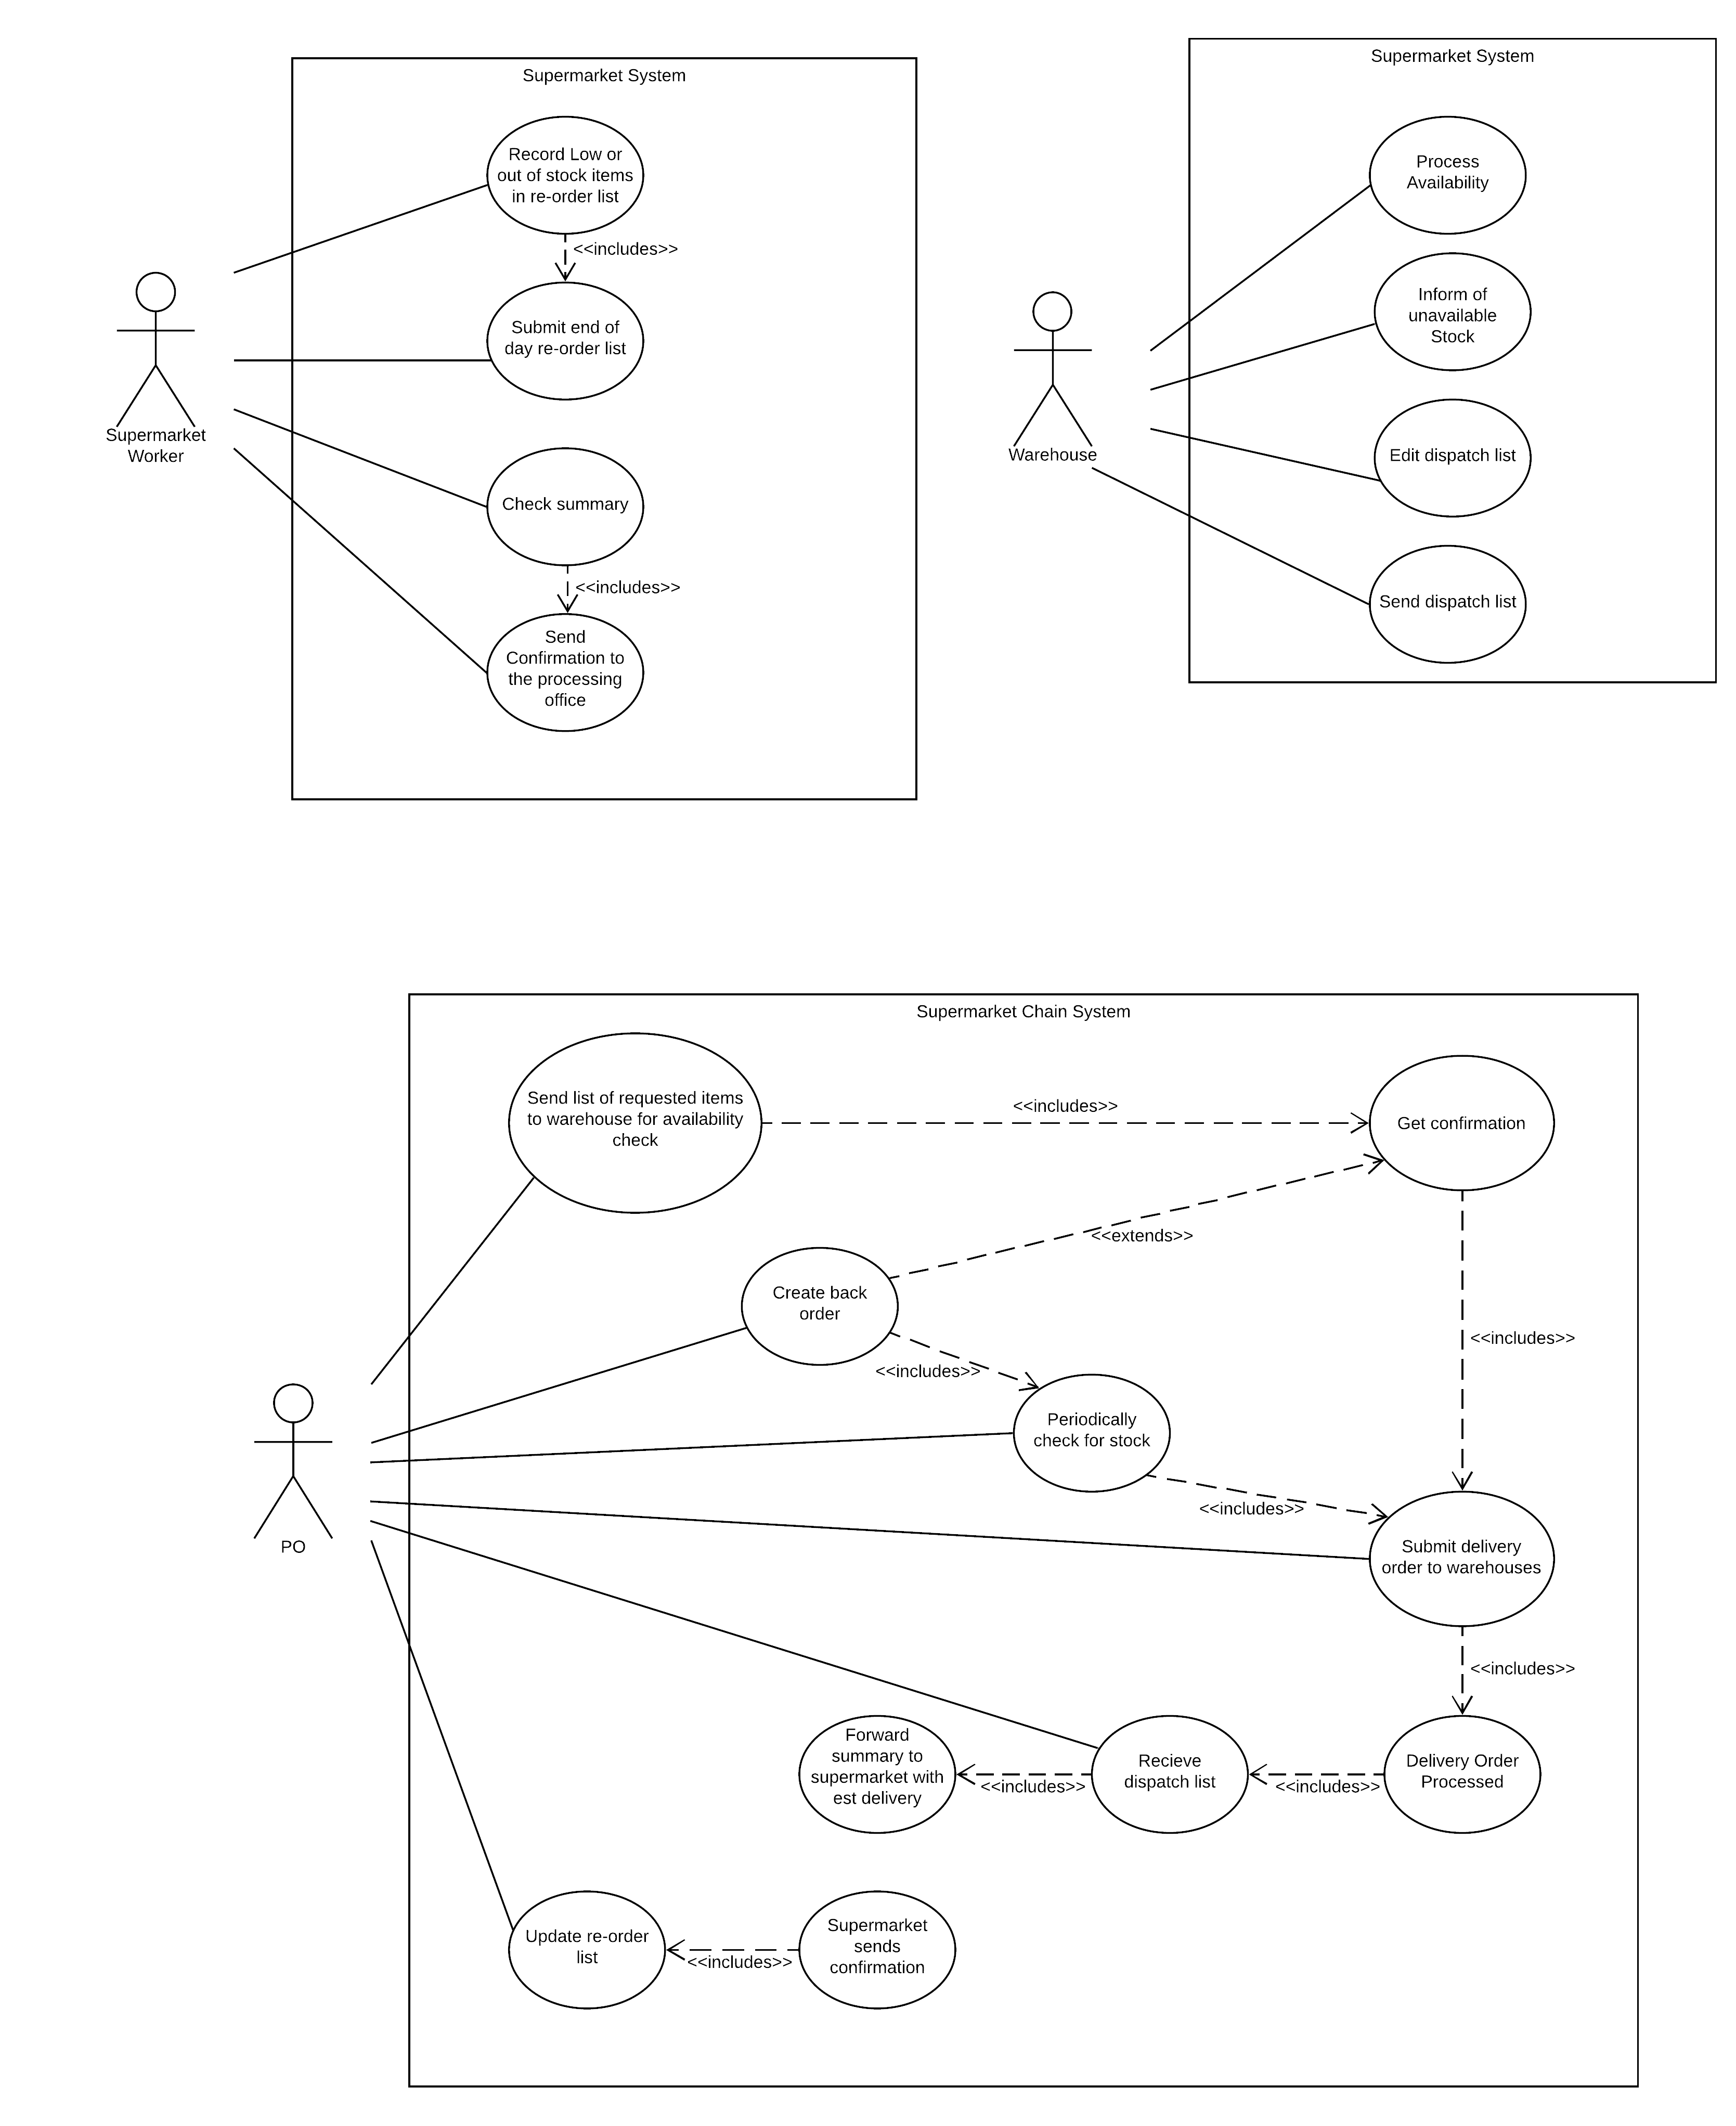 Supermarket System
Record Low or
out of stock items
in re-order list
<<includes>>
Submit end of
day re-order list
Supermarket
Worker
Check summary
<<includes>>
Send
Confirmation to
the processing
office
Supermarket System
Process
Availability
Inform of
unavailable
Stock
Warehouse
Edit dispatch list
Send dispatch list
Supermarket Chain System
Send list of requested items
to warehouse for availability
check
<<includes>>
Get confirmation
<<extends>>
Create back
order
<<includes>>
<<includes>>
Periodically
check for stock
<<includes>>
PO
Submit delivery
order to warehouses
<<includes>>
Forward
summary to
supermarket with
est delivery
<<includes>>
Recieve
dispatch list
<<includes>>
Delivery Order
Processed
Update re-order
list
<<includes>>
Supermarket
sends
confirmation